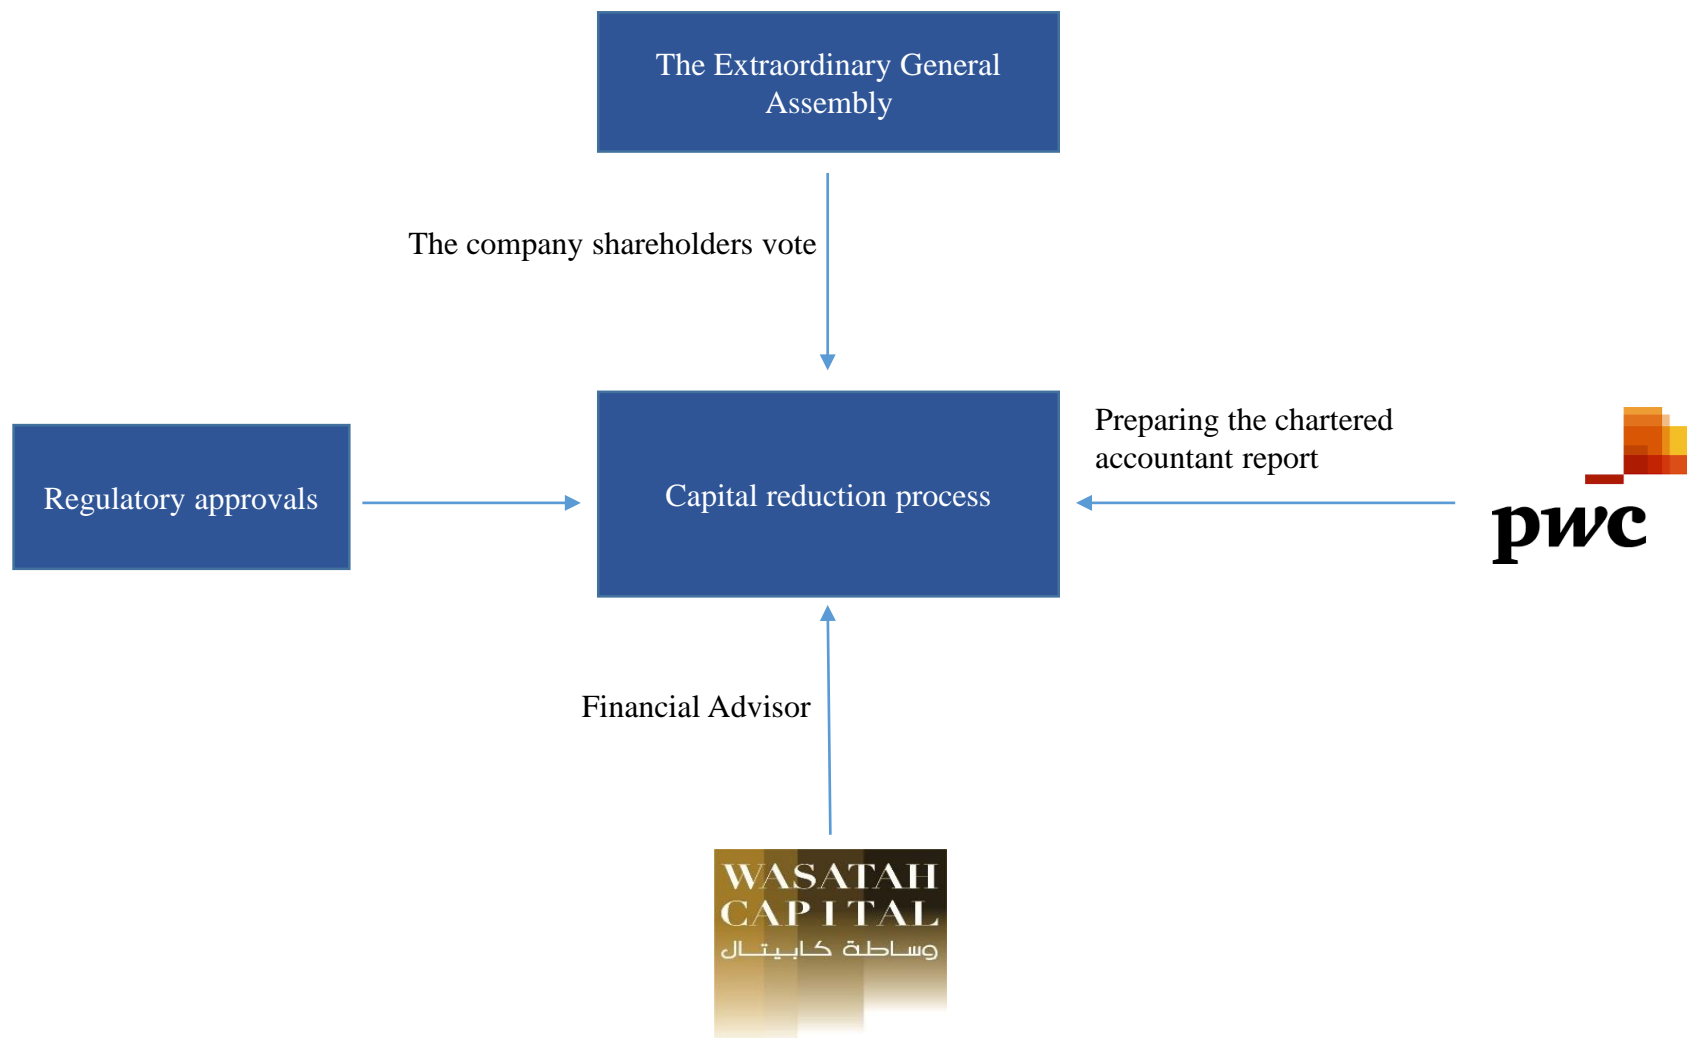 The Extraordinary General
Assembly
The company shareholders vote
Preparing the chartered
accountant report
Regulatory approvals
Capital reduction process
pwc
Financial Advisor
WASATAH
CAPITAL
وساطة كابيتال